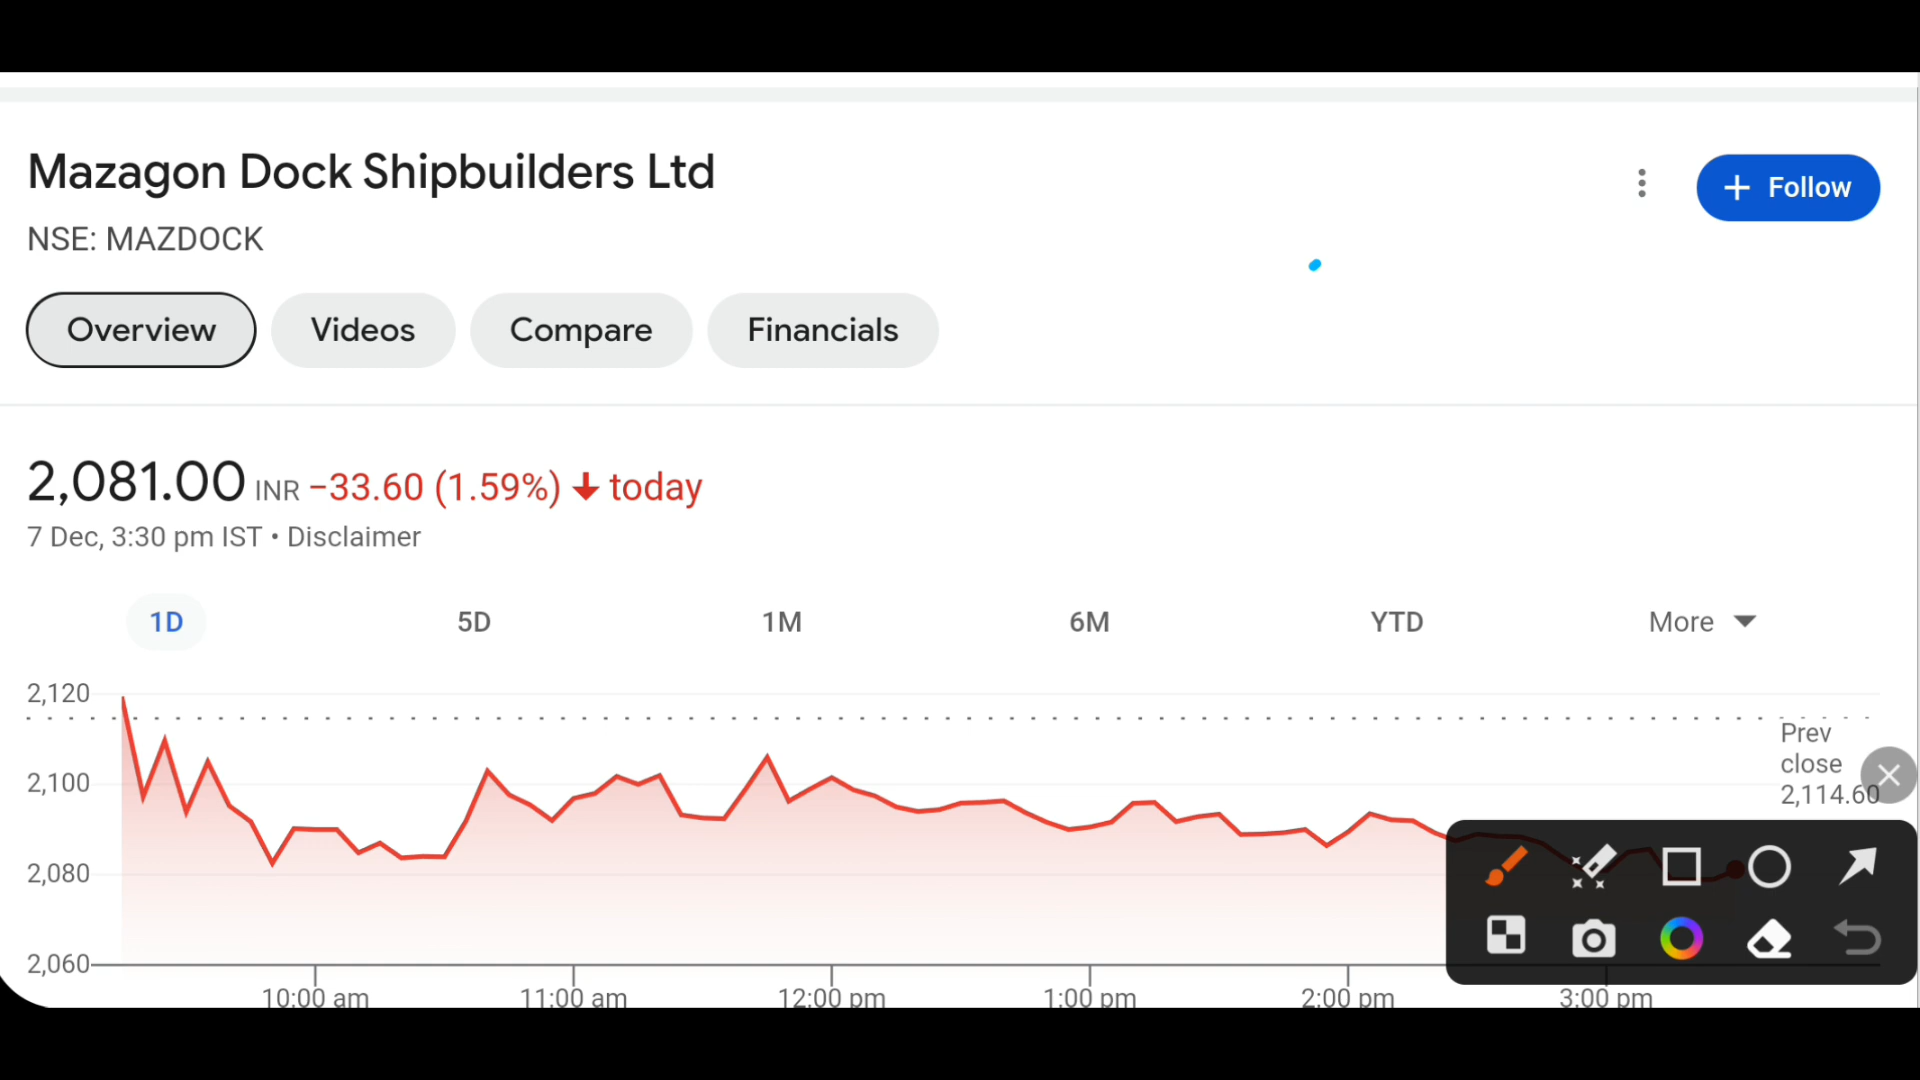 Mazagon Dock Shipbuilders Ltd
+ Follow
NSE: MAZDOCK
Overview
Videos
Compare
Financials
2,081.00 INR −33.60 (1.59%) ↓ today
7 Dec, 3:30 pm IST • Disclaimer
1D
5D
1M
6M
YTD
More
2,120
Prev
close
2,114.60
2,100
2,080
2,060
10:00 am
11:00 am
12:00 pm
1:00 pm
2:00 pm
3:00 pm